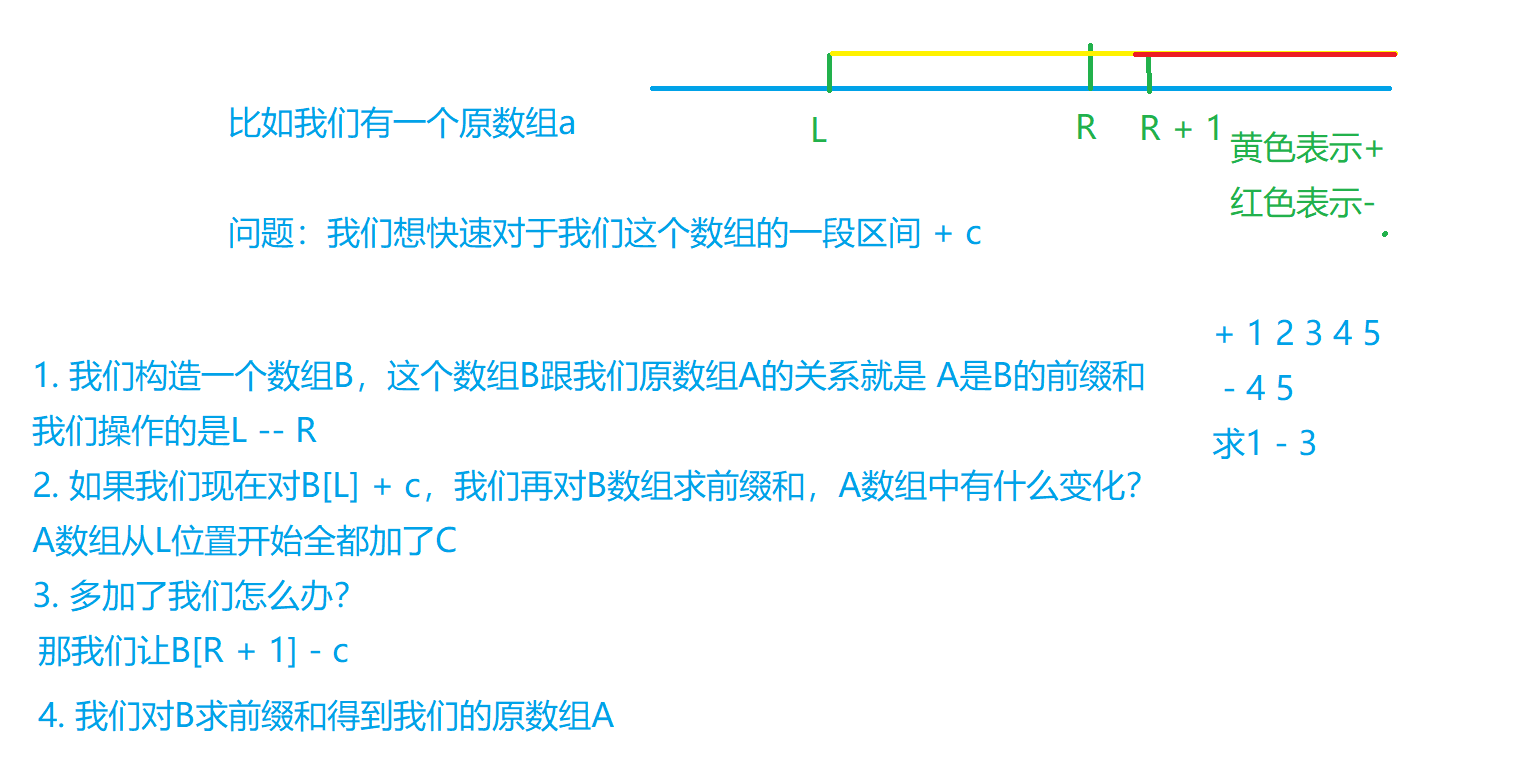 比如我们有一个原数组a
L
R
R + 1
黄色表示+
红色表示-
问题：我们想快速对于我们这个数组的一段区间 + c
+ 1 2 3 4 5
- 4 5
求1 - 3
1. 我们构造一个数组B，这个数组B跟我们原数组A的关系就是 A是B的前缀和
我们操作的是L -- R
2. 如果我们现在对B[L] + c，我们再对B数组求前缀和，A数组中有什么变化？
A数组从L位置开始全都加了C
3. 多加了我们怎么办？
那我们让B[R + 1] - c
4. 我们对B求前缀和得到我们的原数组A